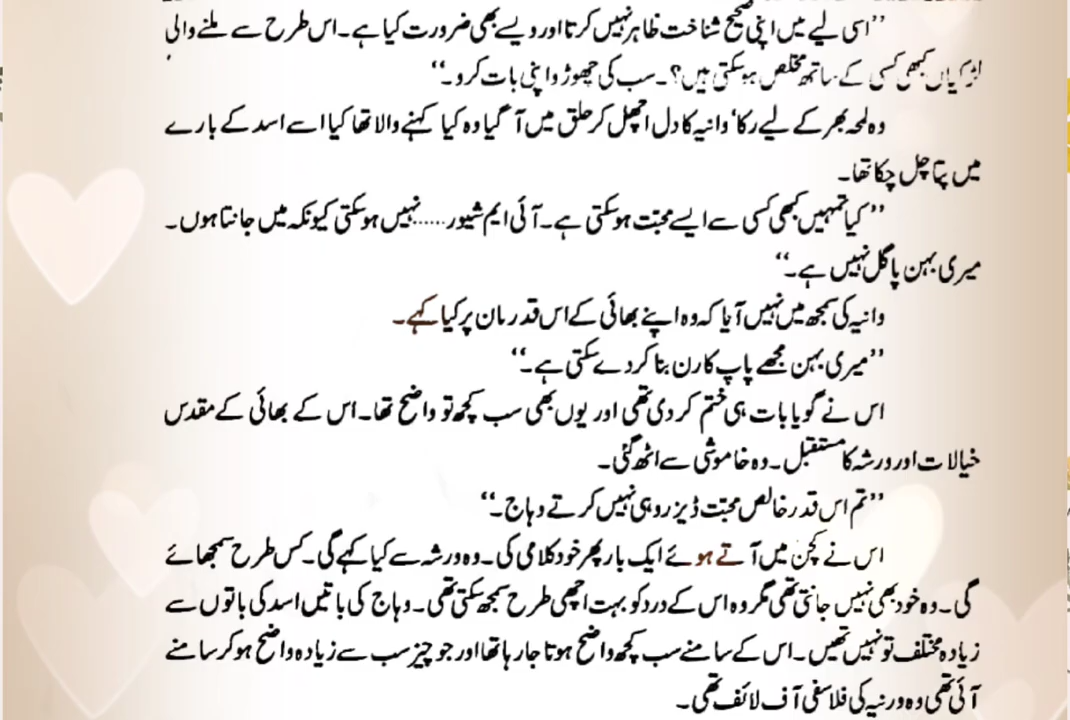 ’’اسی لیے میں اپنی صحیح شناخت ظاہر نہیں کرتا اور ویسے بھی ضرورت کیا ہے۔ اس طرح سے ملنے والی
لڑکیاں کبھی کسی کے ساتھ مخلص ہوسکتی ہیں؟۔ سب کی چھوڑو اپنی بات کرو۔‘‘
وہ لمحہ بھر کے لیے رکا‘ وانیہ کا دل اچھل کر حلق میں آ گیا وہ کیا کہنے والا تھا کیا اسے اسد کے بارے
میں پتا چل چکا تھا۔
’’کیا تمہیں کبھی کسی سے ایسے محبت ہوسکتی ہے۔ آئی ایم شیور.....نہیں ہوسکتی کیونکہ میں جانتا ہوں۔
میری بہن پاگل نہیں ہے۔‘‘
وانیہ کی سمجھ میں نہیں آیا کہ وہ اپنے بھائی کے اس قدر مان پر کیا کہے۔
’’میری بہن مجھے پاپ کارن بنا کر دے سکتی ہے۔‘‘
اس نے گویا بات ہی ختم کر دی تھی اور یوں بھی سب کچھ تو واضح تھا۔ اس کے بھائی کے مقدس
خیالات اور ورشہ کا مستقبل۔ وہ خاموشی سے اٹھ گئی۔
’’تم اس قدر خالص محبت ڈیزرو ہی نہیں کرتے وہاج۔‘‘
اس نے کچن میں آتے ہوئے ایک بار پھر خود کلامی کی۔ وہ ورشہ سے کیا کہے گی۔ کس طرح سمجھائے
گی۔ وہ خود بھی نہیں جانتی تھی مگر وہ اس کے درد کو بہت اچھی طرح سمجھ سکتی تھی۔ وہاج کی باتیں اسد کی باتوں سے
زیادہ مختلف تو نہیں تھیں۔ اس کے سامنے سب کچھ واضح ہوتا جا رہا تھا اور جو چیز سب سے زیادہ واضح ہو کر سامنے
آئی تھی وہ ورنیہ کی فلاسفی آف لائف تھی۔